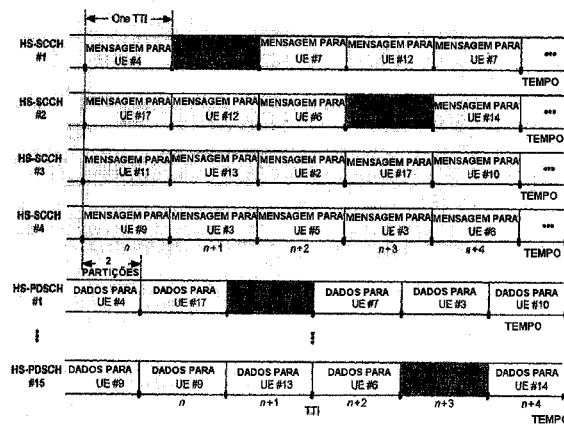 One TTI
HS-SCCH
#1
MENSAGEM PARA
UE #4
MENSAGEM PARA
UE #7
MENSAGEM PARA
UE #12
MENSAGEM PARA
UE #7
•••
TEMPO
HS-SCCH
#2
MENSAGEM PARA
UE #17
MENSAGEM PARA
UE #12
MENSAGEM PARA
UE #6
MENSAGEM PARA
UE #14
•••
TEMPO
HS-SCCH
#3
MENSAGEM PARA
UE #11
MENSAGEM PARA
UE #13
MENSAGEM PARA
UE #2
MENSAGEM PARA
UE #17
MENSAGEM PARA
UE #10
•••
TEMPO
HS-SCCH
#4
MENSAGEM PARA
UE #9
MENSAGEM PARA
UE #3
MENSAGEM PARA
UE #5
MENSAGEM PARA
UE #3
MENSAGEM PARA
UE #6
•••
n
n+1
n+2
n+3
n+4
TEMPO
2
PARTIÇÕES
HS-PDSCH
#1
DADOS PARA
UE #4
DADOS PARA
UE #17
DADOS PARA
UE #7
DADOS PARA
UE #3
DADOS PARA
UE #10
TEMPO
HS-PDSCH
#15
DADOS PARA
UE #9
DADOS PARA
UE #9
DADOS PARA
UE #13
DADOS PARA
UE #6
DADOS PARA
UE #14
n
n+1
TTI
n+2
n+3
n+4
TEMPO